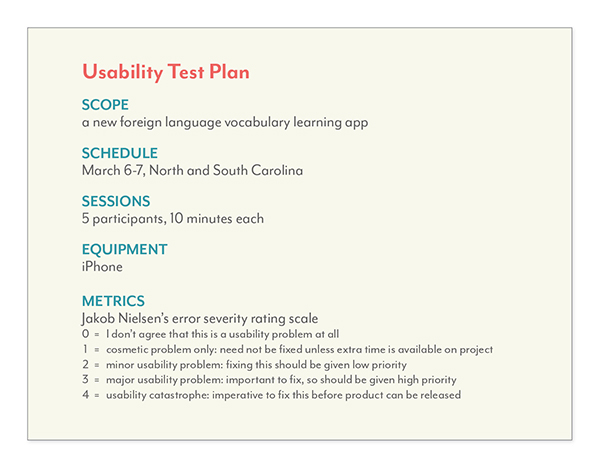 Usability Test Plan
SCOPE
a new foreign language vocabulary learning app
SCHEDULE
March 6-7, North and South Carolina
SESSIONS
5 participants, 10 minutes each
EQUIPMENT
iPhone
METRICS
Jakob Nielsen's error severity rating scale
0 = I don't agree that this is a usability problem at all
1 = cosmetic problem only: need not be fixed unless extra time is available on project
2 = minor usability problem: fixing this should be given low priority
3 = major usability problem: important to fix, so should be given high priority
4 = usability catastrophe: imperative to fix this before product can be released